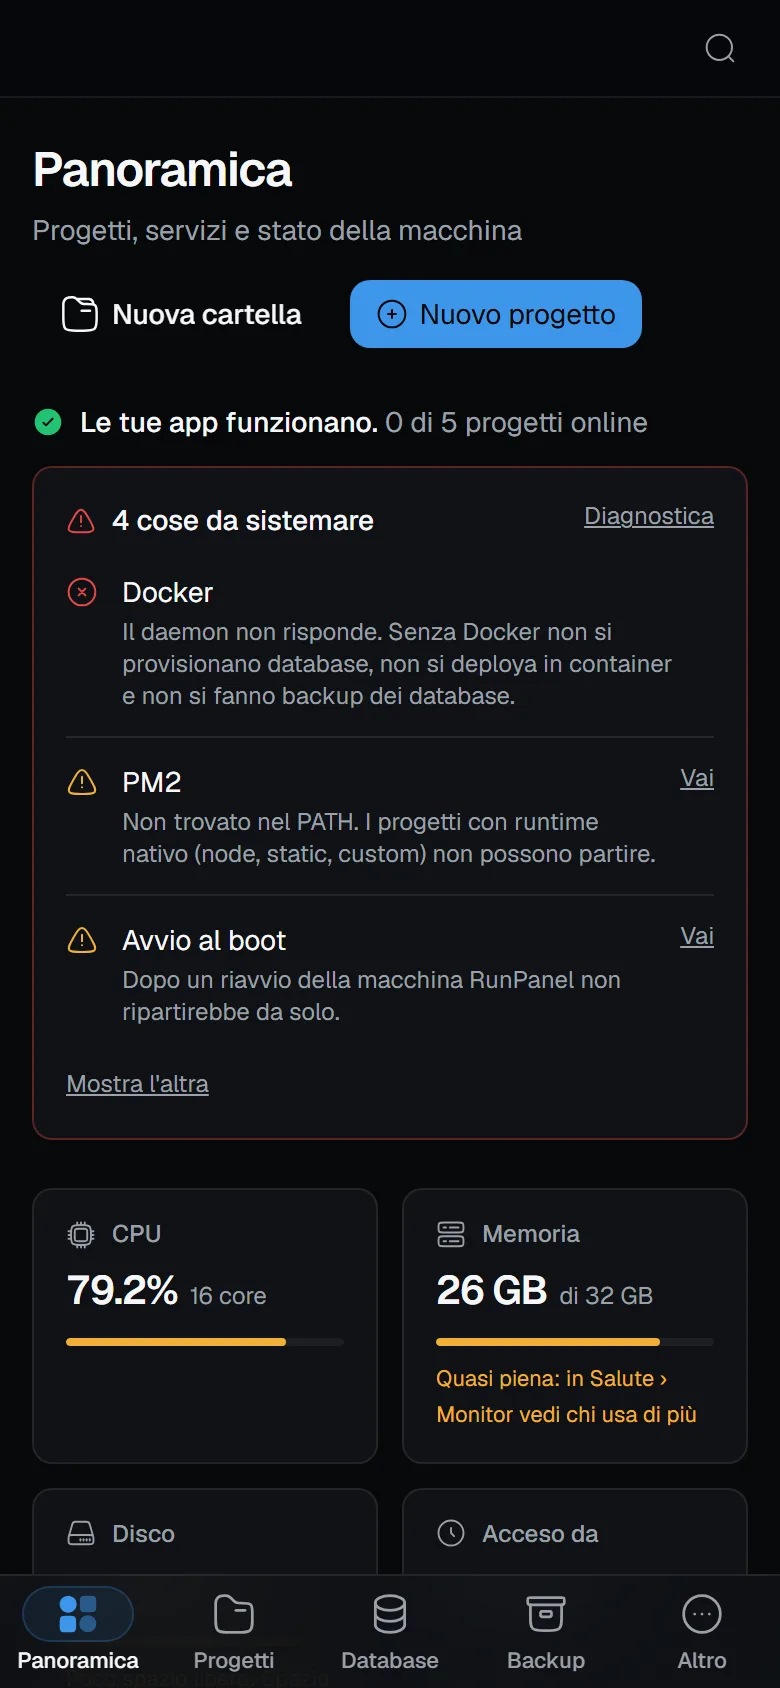 Panoramica
Progetti, servizi e stato della macchina
Nuova cartella
Nuovo progetto
Le tue app funzionano. 0 di 5 progetti online
4 cose da sistemare
Diagnostica
Docker
Il daemon non risponde. Senza Docker non si
provisionano database, non si deploya in container
e non si fanno backup dei database.
PM2
Vai
Non trovato nel PATH. I progetti con runtime
nativo (node, static, custom) non possono partire.
Avvio al boot
Vai
Dopo un riavvio della macchina RunPanel non
ripartirebbe da solo.
Mostra l'altra
CPU
79.2% 16 core
Memoria
26 GB di 32 GB
Quasi piena: in Salute ›
Monitor vedi chi usa di più
Disco
Acceso da
Panoramica
Progetti
Database
Backup
Altro